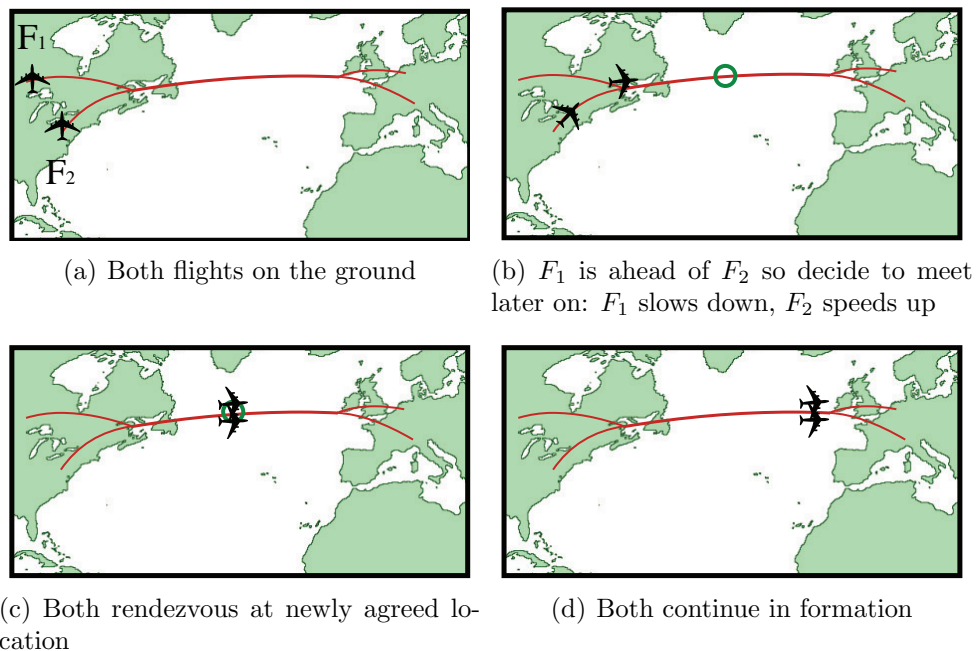 F₁
F₂
(a) Both flights on the ground
(b) F₁ is ahead of F₂ so decide to meet
later on: F₁ slows down, F₂ speeds up
(c) Both rendezvous at newly agreed lo-
cation
(d) Both continue in formation